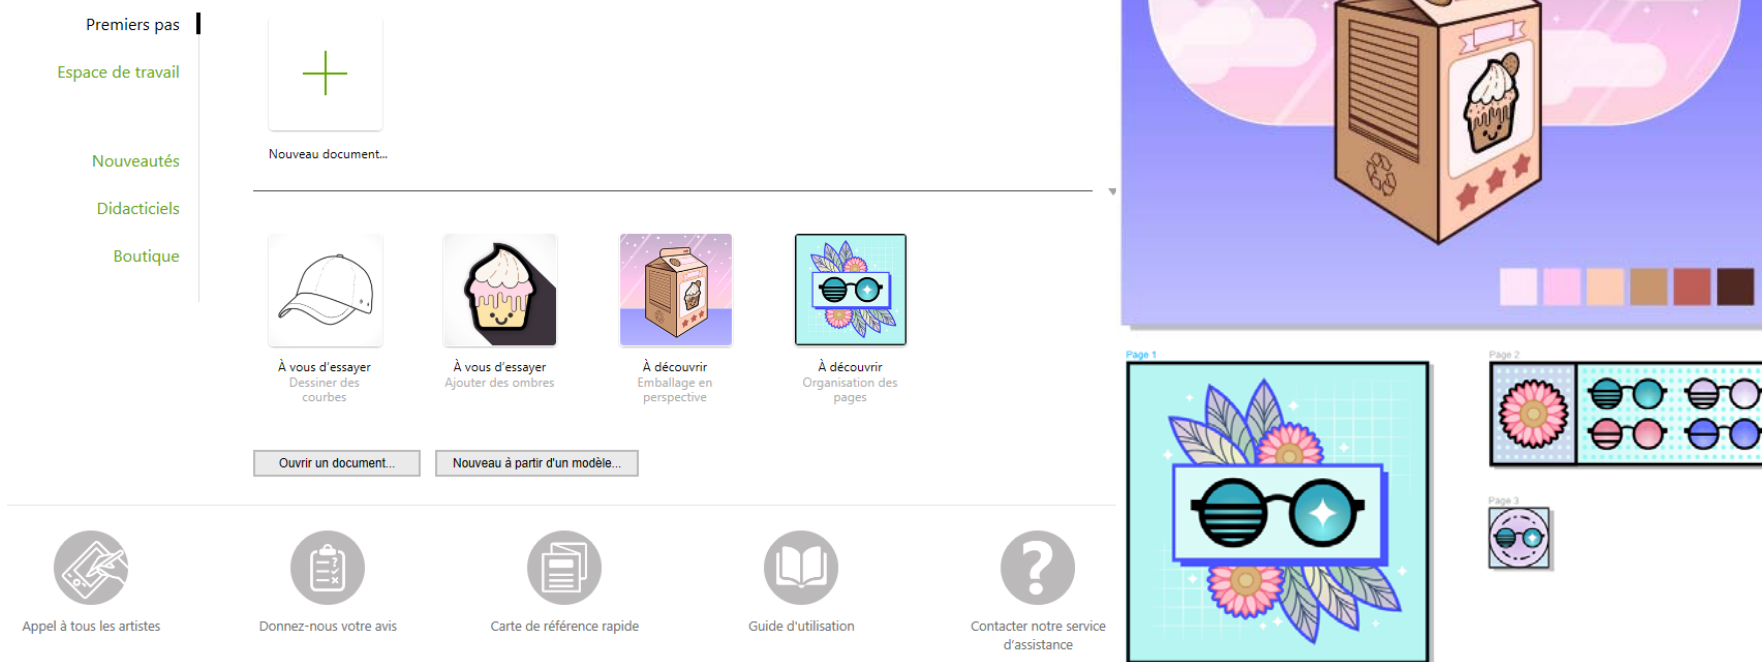 Premiers pas
Espace de travail
Nouveautés
Didacticiels
Boutique
Nouveau document...
À vous d'essayer
Dessiner des
courbes
À vous d'essayer
Ajouter des ombres
À découvrir
Emballage en
perspective
À découvrir
Organisation des
pages
Ouvrir un document...
Nouveau à partir d'un modèle...
Appel à tous les artistes
Donnez-nous votre avis
Carte de référence rapide
Guide d'utilisation
Contacter notre service
d'assistance
Page 1
Page 2
Page 3